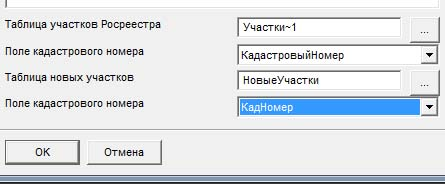 Таблица участков Росреестра Участки~1 ...
Поле кадастрового номера КадастровыйНомер
Таблица новых участков НовыеУчастки ...
Поле кадастрового номера КадНомер
OK Отмена